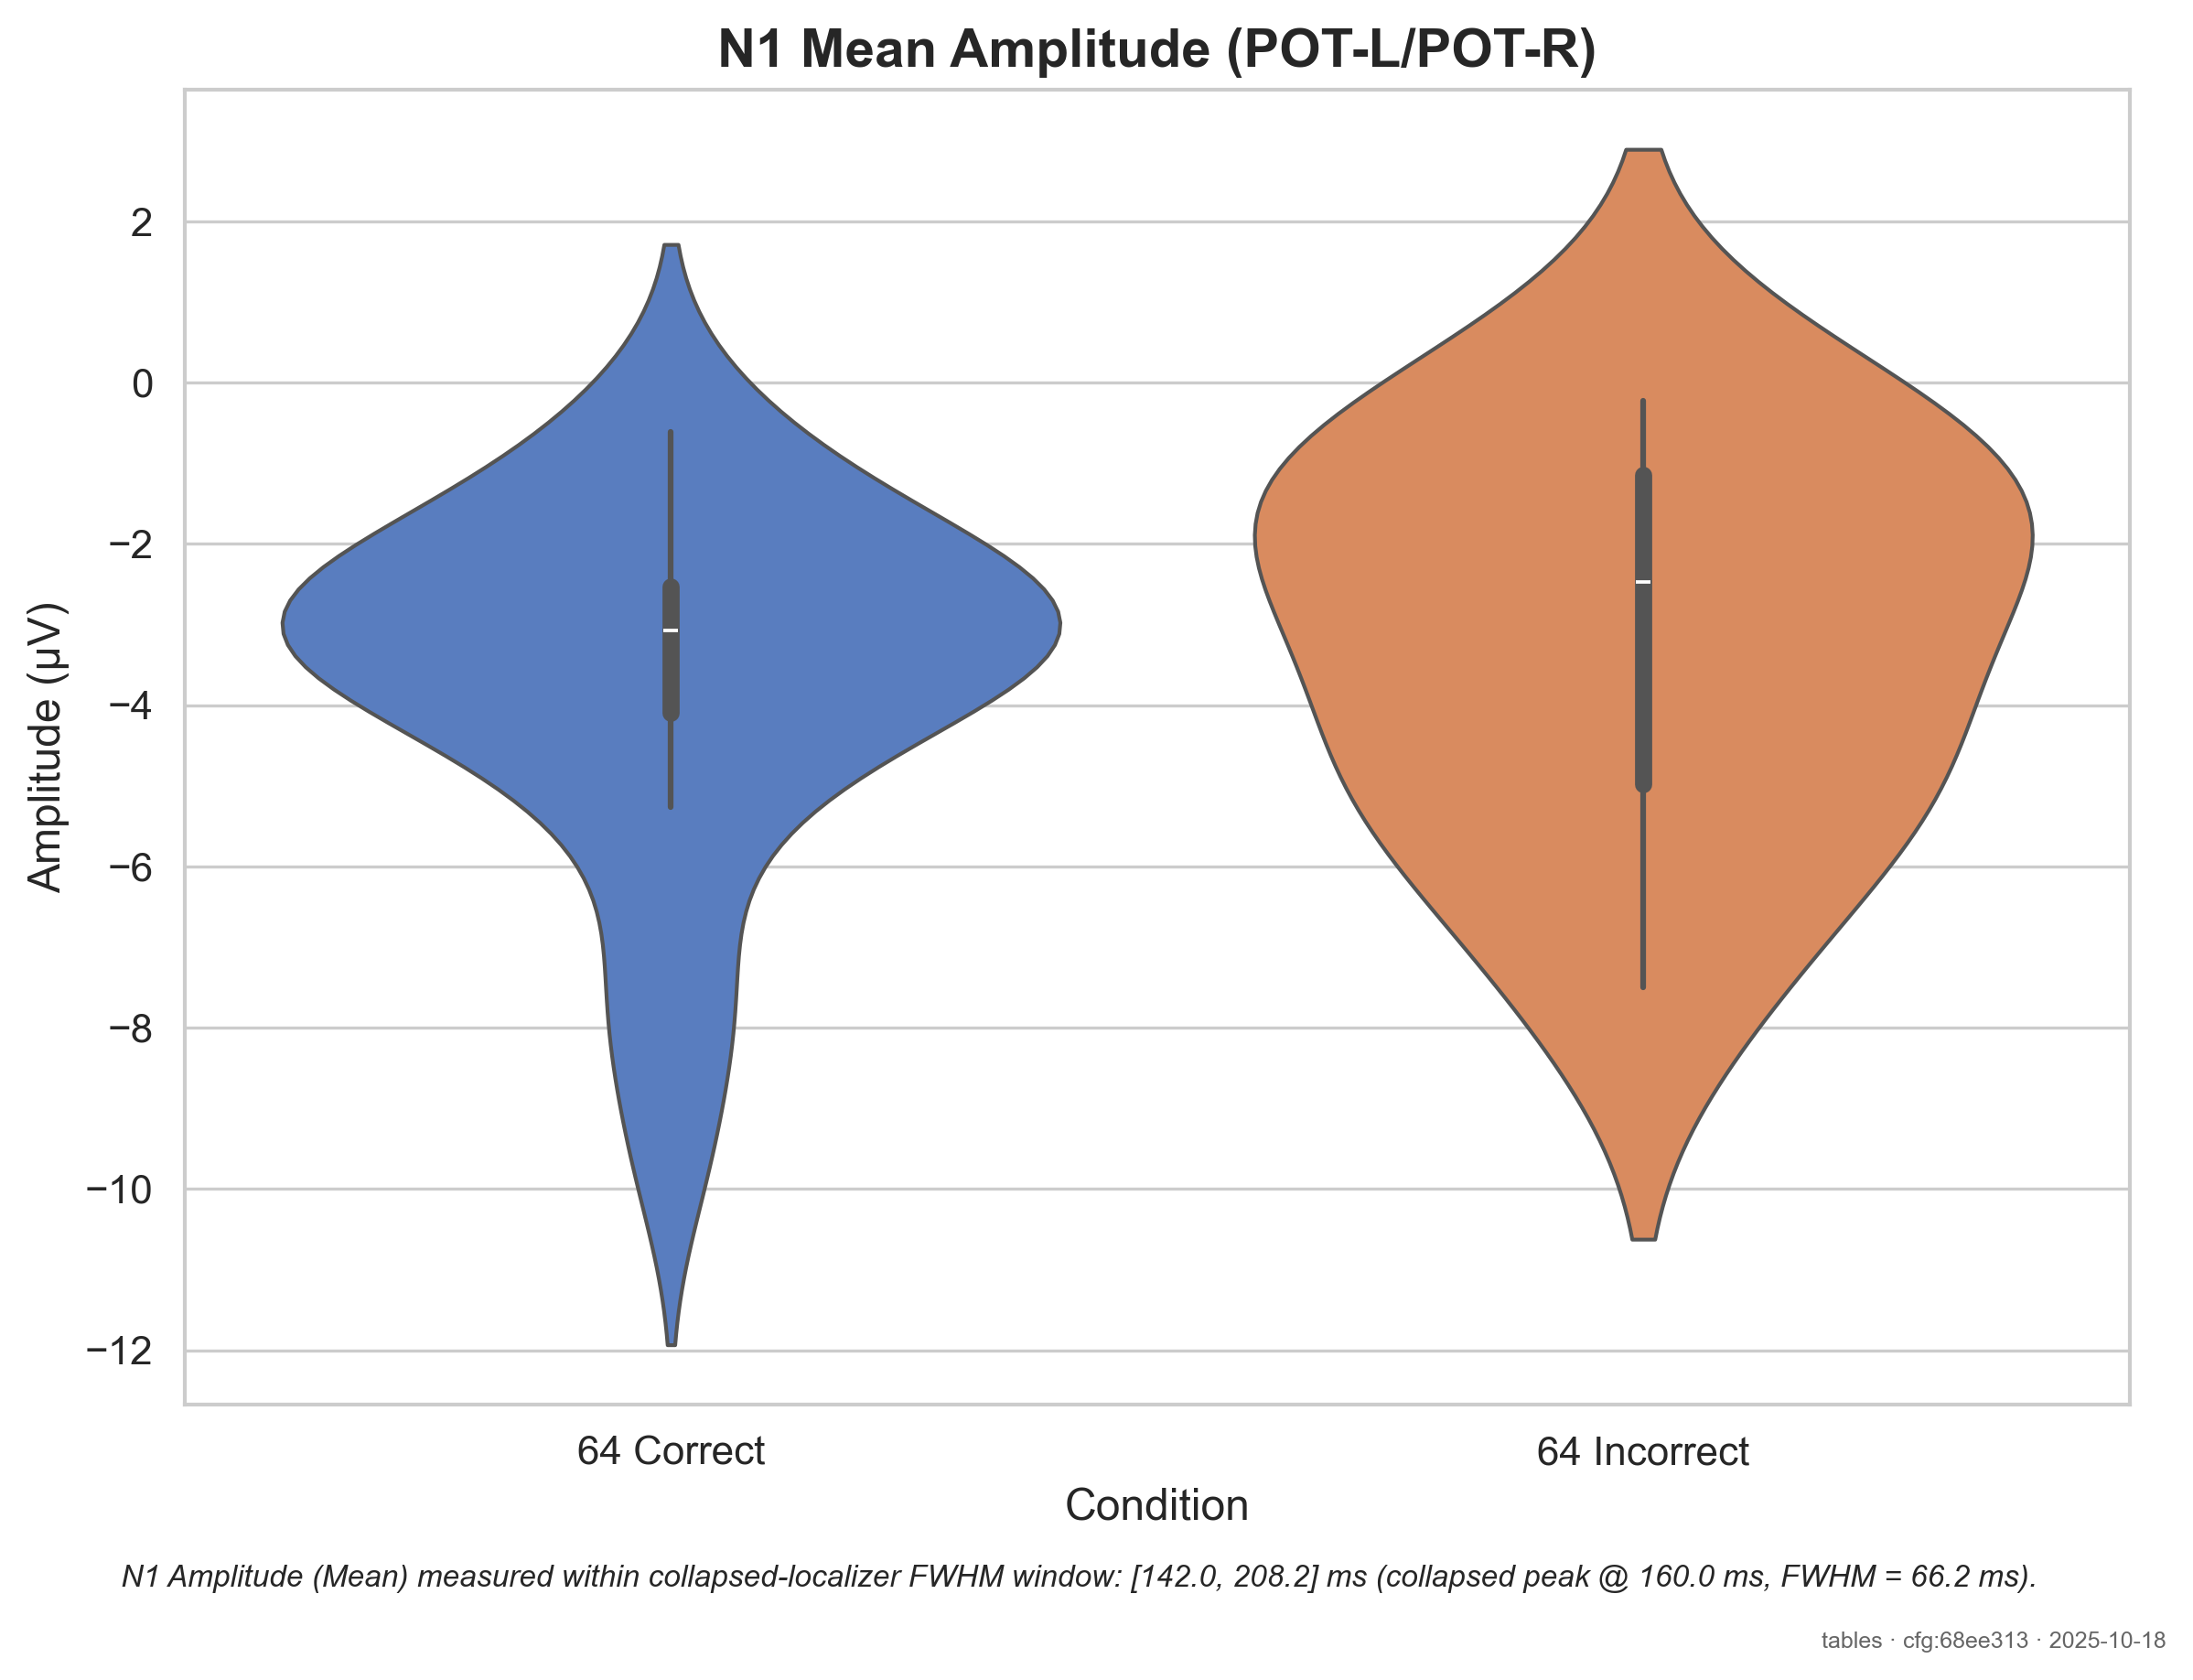 N1 Mean Amplitude (POT-L/POT-R)
Amplitude (µV)
2
0
−2
−4
−6
−8
−10
−12
64 Correct
64 Incorrect
Condition
N1 Amplitude (Mean) measured within collapsed-localizer FWHM window: [142.0, 208.2] ms (collapsed peak @ 160.0 ms, FWHM = 66.2 ms).
tables · cfg:68ee313 · 2025-10-18